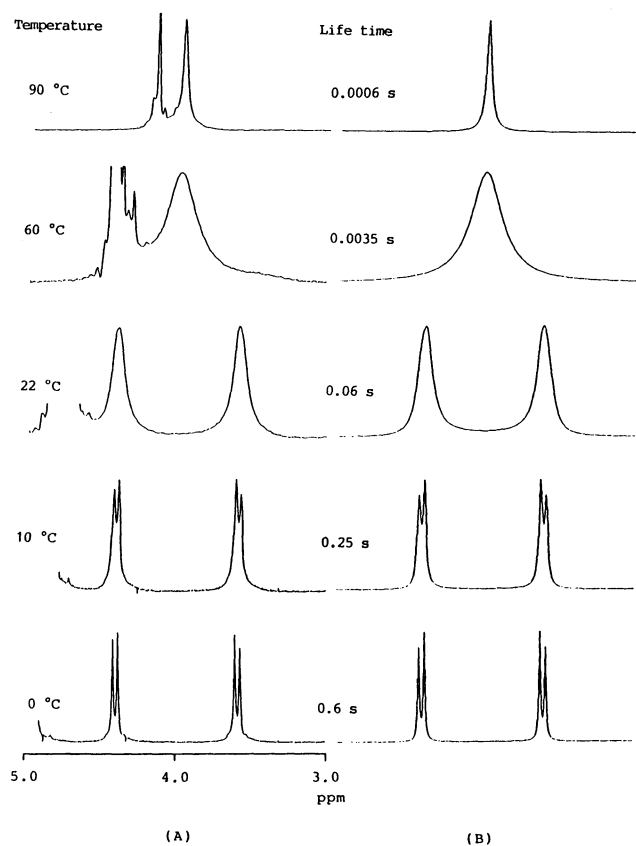 Temperature Life time
90 °C 0.0006 s
60 °C 0.0035 s
22 °C 0.06 s
10 °C 0.25 s
0 °C 0.6 s
5.0 4.0 3.0
ppm
(A) (B)